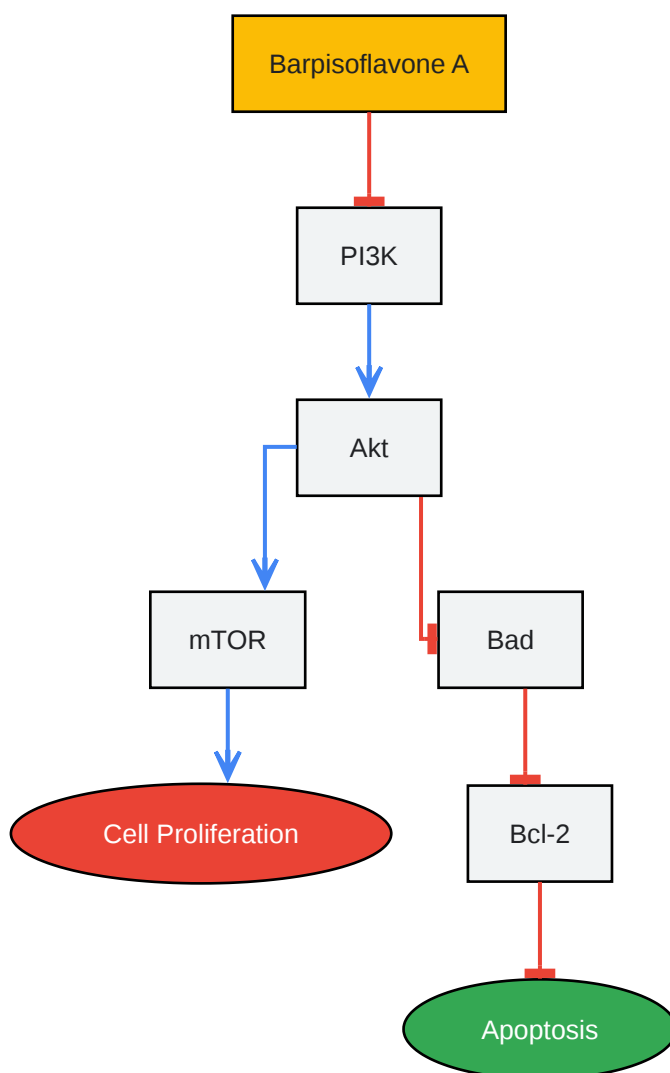 Barpisoflavone A
PI3K
Akt
mTOR
Bad
Cell Proliferation
Bcl-2
Apoptosis